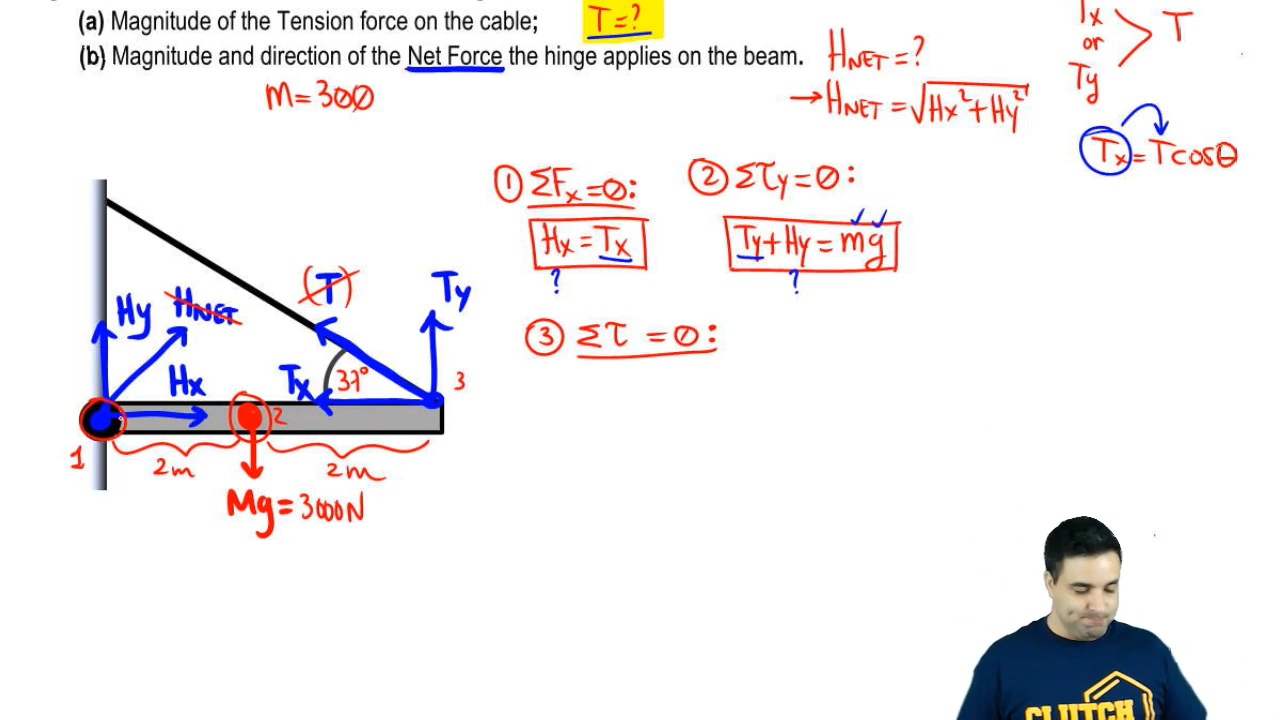 (a) Magnitude of the Tension force on the cable;
T=?
(b) Magnitude and direction of the Net Force the hinge applies on the beam.
m=300
HNET=?
→HNET=√Hx²+Hy²
Tx
or
Ty
T
Tx=Tcosθ
① ΣFx=0:
Hx=Tx
?
② Στy=0:
Ty+Hy=mg
?
③ Στ=0:
Hy
HNET
Hx
(T)
Ty
Tx
37°
3
1
2
2m
2m
Mg=3000N
CLUTCH